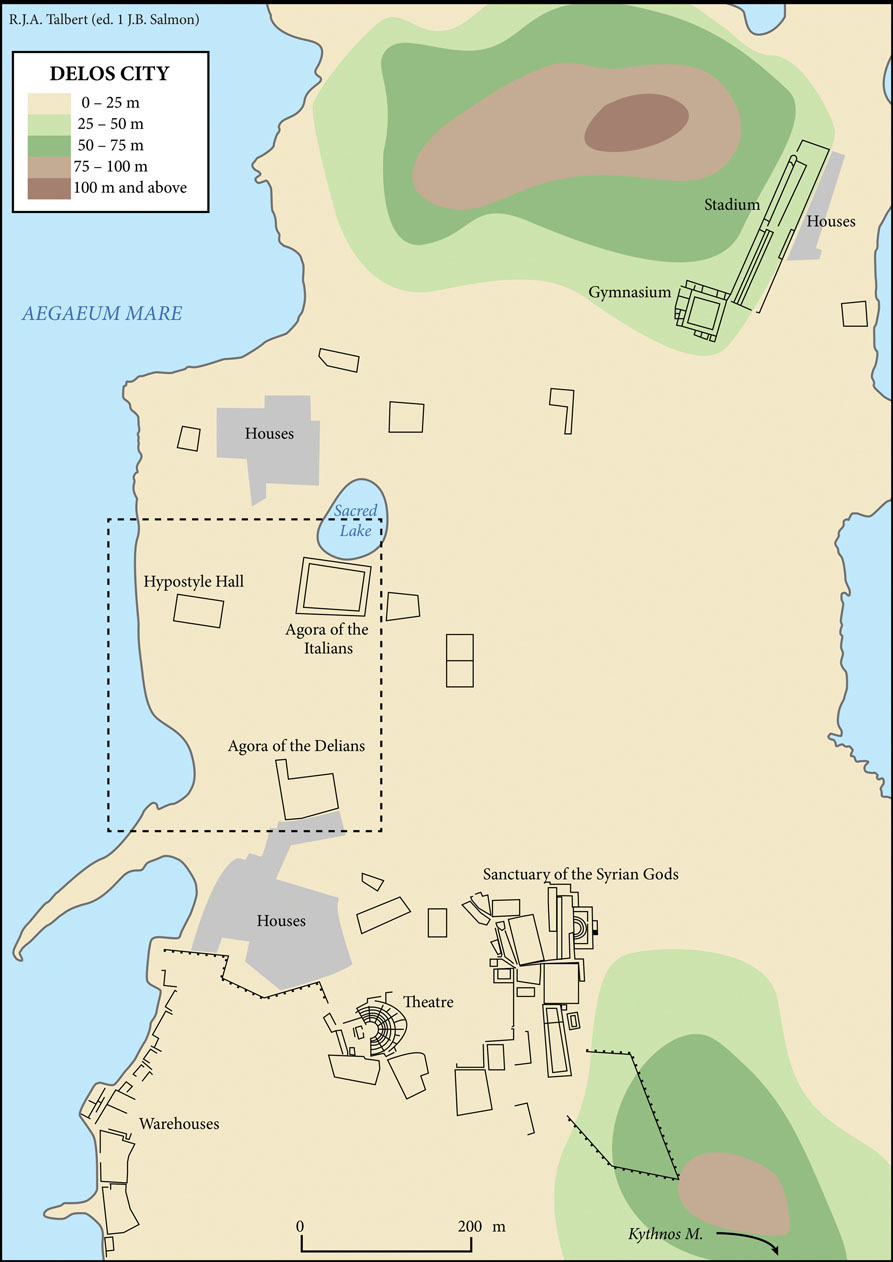 R.J.A. Talbert (ed. 1 J.B. Salmon)
DELOS CITY
0 – 25 m
25 – 50 m
50 – 75 m
75 – 100 m
100 m and above
Stadium
Houses
Gymnasium
AEGAEUM MARE
Houses
Sacred
Lake
Hypostyle Hall
Agora of the
Italians
Agora of the Delians
Sanctuary of the Syrian Gods
Houses
Theatre
Warehouses
0 200 m
Kythnos M.